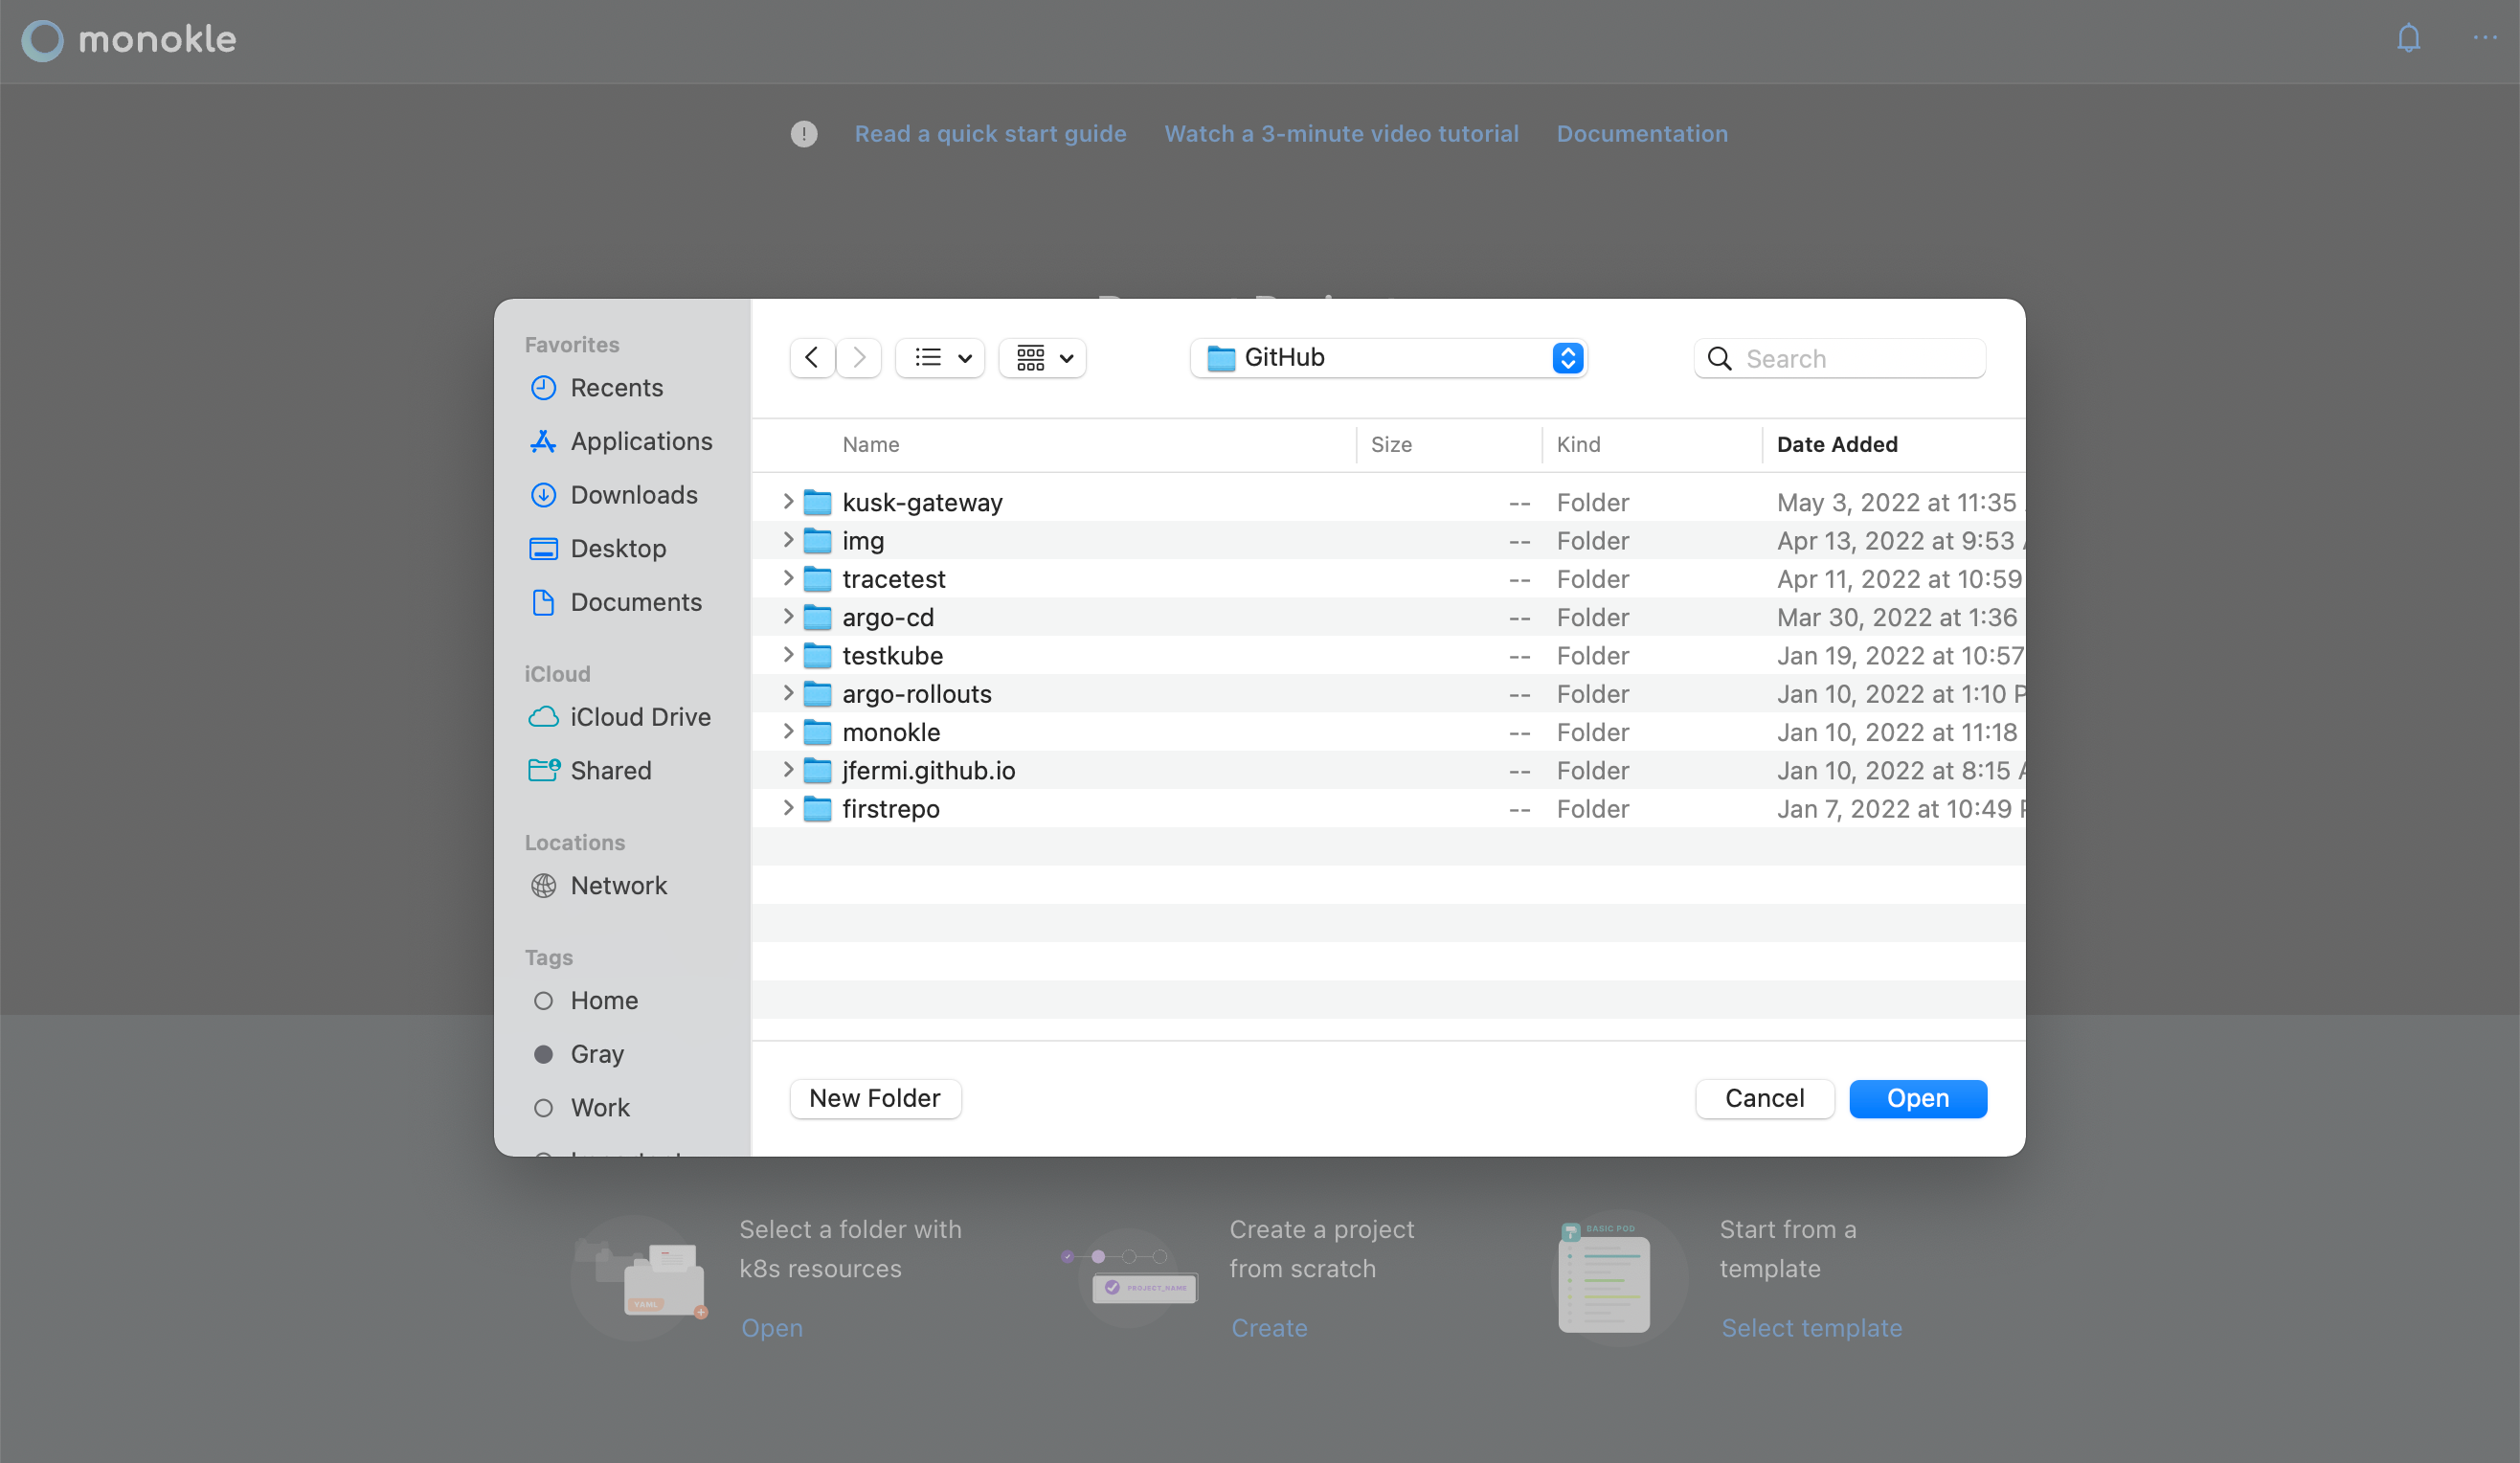 monokle
Read a quick start guide Watch a 3-minute video tutorial Documentation
Favorites
Recents
Applications
Downloads
Desktop
Documents
iCloud
iCloud Drive
Shared
Locations
Network
Tags
Home
Gray
Work
GitHub
Search
Name Size Kind Date Added
kusk-gateway -- Folder May 3, 2022 at 11:35
img -- Folder Apr 13, 2022 at 9:53
tracetest -- Folder Apr 11, 2022 at 10:59
argo-cd -- Folder Mar 30, 2022 at 1:36
testkube -- Folder Jan 19, 2022 at 10:57
argo-rollouts -- Folder Jan 10, 2022 at 1:10 P
monokle -- Folder Jan 10, 2022 at 11:18
jfermi.github.io -- Folder Jan 10, 2022 at 8:15
firstrepo -- Folder Jan 7, 2022 at 10:49
New Folder Cancel Open
YAML
Select a folder with
k8s resources
Open
PROJECT_NAME
Create a project
from scratch
Create
BASIC POD
Start from a
template
Select template